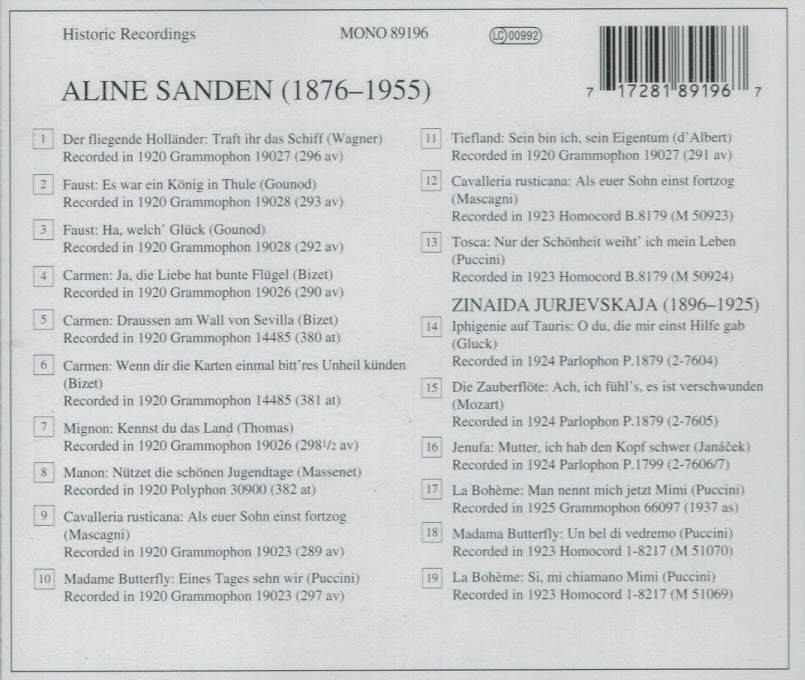 Historic Recordings
MONO 89196
LC 00992
7 17281 89196 7
ALINE SANDEN (1876–1955)
1 Der fliegende Holländer: Traft ihr das Schiff (Wagner)
Recorded in 1920 Grammophon 19027 (296 av)
2 Faust: Es war ein König in Thule (Gounod)
Recorded in 1920 Grammophon 19028 (293 av)
3 Faust: Ha, welch' Glück (Gounod)
Recorded in 1920 Grammophon 19028 (292 av)
4 Carmen: Ja, die Liebe hat bunte Flügel (Bizet)
Recorded in 1920 Grammophon 19026 (290 av)
5 Carmen: Draussen am Wall von Sevilla (Bizet)
Recorded in 1920 Grammophon 14485 (380 at)
6 Carmen: Wenn dir die Karten einmal bitt'res Unheil künden
(Bizet)
Recorded in 1920 Grammophon 14485 (381 at)
7 Mignon: Kennst du das Land (Thomas)
Recorded in 1920 Grammophon 19026 (298 1/2 av)
8 Manon: Nützet die schönen Jugendtage (Massenet)
Recorded in 1920 Polyphon 30900 (382 at)
9 Cavalleria rusticana: Als euer Sohn einst fortzog
(Mascagni)
Recorded in 1920 Grammophon 19023 (289 av)
10 Madame Butterfly: Eines Tages sehn wir (Puccini)
Recorded in 1920 Grammophon 19023 (297 av)
11 Tiefland: Sein bin ich, sein Eigentum (d'Albert)
Recorded in 1920 Grammophon 19027 (291 av)
12 Cavalleria rusticana: Als euer Sohn einst fortzog
(Mascagni)
Recorded in 1923 Homocord B.8179 (M 50923)
13 Tosca: Nur der Schönheit weiht' ich mein Leben
(Puccini)
Recorded in 1923 Homocord B.8179 (M 50924)
ZINAIDA JURJEVSKAJA (1896–1925)
14 Iphigenie auf Tauris: O du, die mir einst Hilfe gab
(Gluck)
Recorded in 1924 Parlophon P.1879 (2-7604)
15 Die Zauberflöte: Ach, ich fühl's, es ist verschwunden
(Mozart)
Recorded in 1924 Parlophon P.1879 (2-7605)
16 Jenufa: Mutter, ich hab den Kopf schwer (Janáček)
Recorded in 1924 Parlophon P.1799 (2-7606/7)
17 La Bohème: Man nennt mich jetzt Mimi (Puccini)
Recorded in 1925 Grammophon 66097 (1937 as)
18 Madama Butterfly: Un bel di vedremo (Puccini)
Recorded in 1923 Homocord 1-8217 (M 51070)
19 La Bohème: Si, mi chiamano Mimi (Puccini)
Recorded in 1923 Homocord 1-8217 (M 51069)